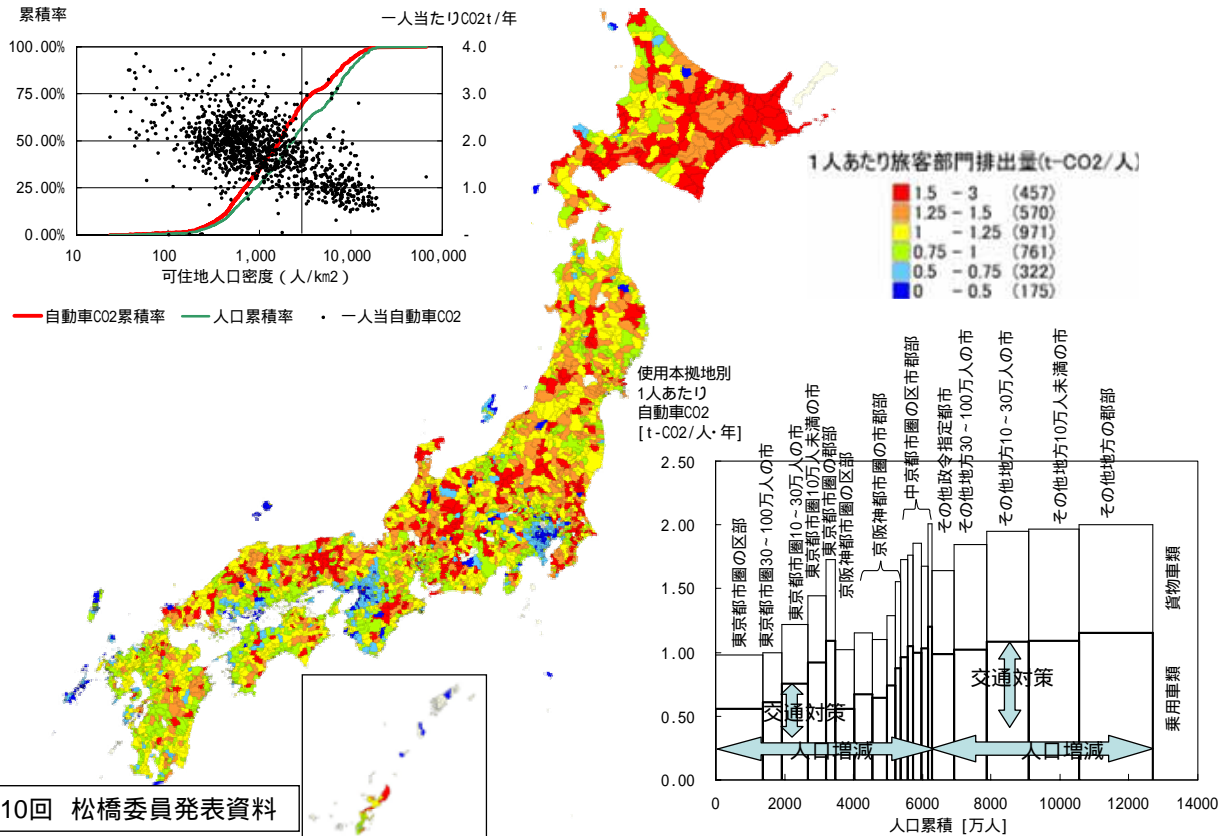 累積率
一人当たりCO2t/年
100.00%
75.00%
50.00%
25.00%
0.00%
4.0
3.0
2.0
1.0
-
10
100
1,000
10,000
100,000
可住地人口密度（人/km2）
自動車CO2累積率
人口累積率
一人当自動車CO2
1人あたり旅客部門排出量(t-CO2/人)
1.5 - 3 (457)
1.25 - 1.5 (570)
1 - 1.25 (971)
0.75 - 1 (761)
0.5 - 0.75 (322)
0 - 0.5 (175)
使用本拠地別
1人あたり
自動車CO2
[t-CO2/人・年]
2.50
2.00
1.50
1.00
0.50
0.00
東京都市圏の区部
東京都市圏30～100万人の市
東京都市圏10～30万人の市
東京都市圏10万人未満の市
東京都市圏の郡部
京阪神都市圏の区部
京阪神都市圏の市郡部
中京都市圏の区市郡部
その他政令指定都市
その他地方30～100万人の市
その他地方10～30万人の市
その他地方10万人未満の市
その他地方の郡部
貨物車類
乗用車類
交通対策
交通対策
人口増減
人口増減
0
2000
4000
6000
8000
10000
12000
14000
人口累積 [万人]
10回 松橋委員発表資料